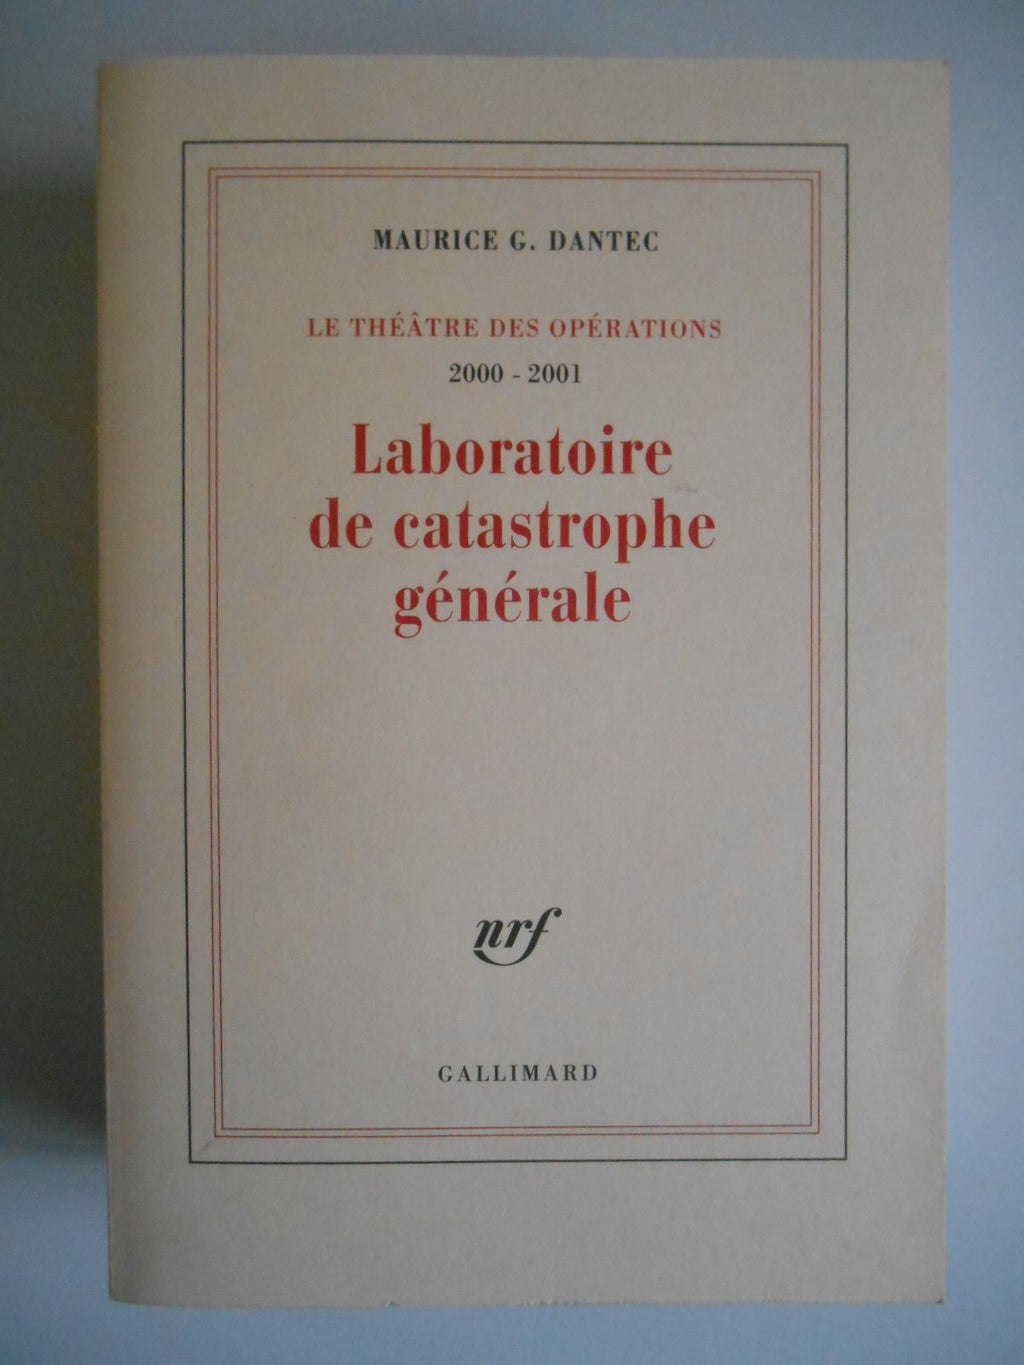 MAURICE G. DANTEC
LE THÉÂTRE DES OPÉRATIONS
2000 - 2001
Laboratoire
de catastrophe
générale
nrf
GALLIMARD